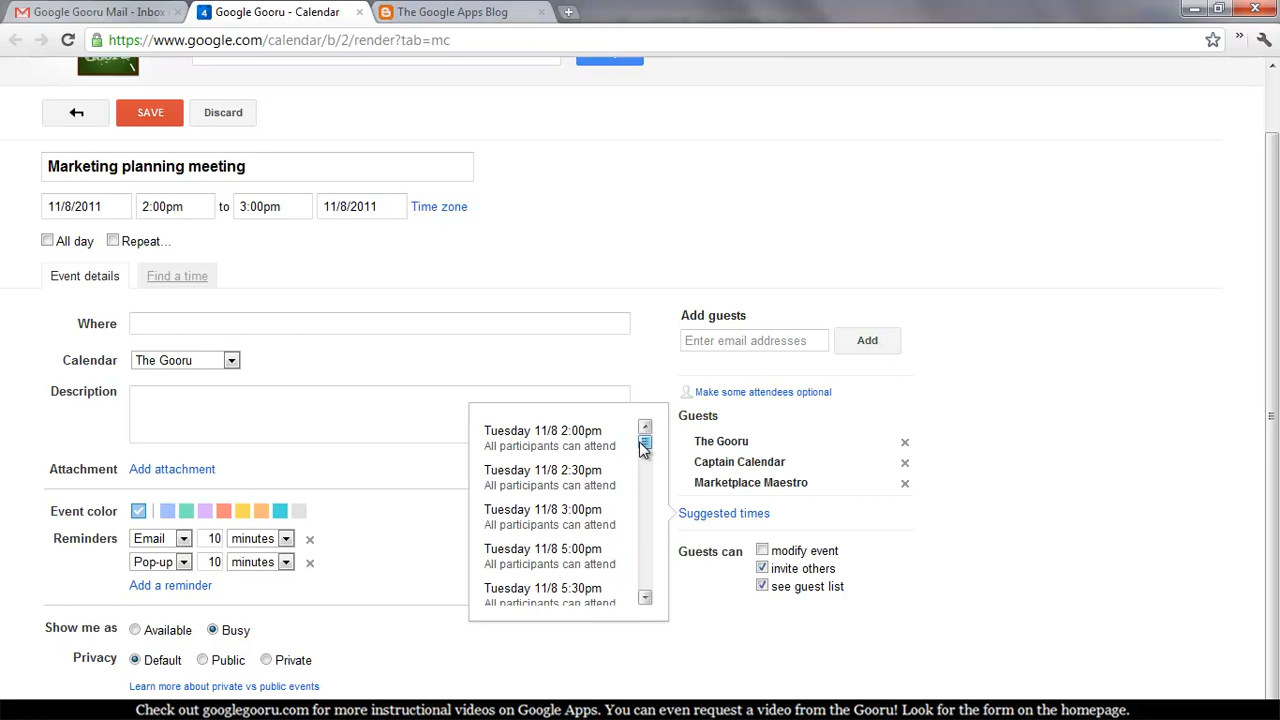 Google Gooru Mail - Inbox
4 Google Gooru - Calendar
The Google Apps Blog
https://www.google.com/calendar/b/2/render?tab=mc
SAVE
Discard
Marketing planning meeting
11/8/2011 2:00pm to 3:00pm 11/8/2011 Time zone
All day Repeat...
Event details Find a time
Where
Calendar The Gooru
Description
Attachment Add attachment
Event color
Reminders Email 10 minutes
Pop-up 10 minutes
Add a reminder
Show me as Available Busy
Privacy Default Public Private
Learn more about private vs public events
Tuesday 11/8 2:00pm
All participants can attend
Tuesday 11/8 2:30pm
All participants can attend
Tuesday 11/8 3:00pm
All participants can attend
Tuesday 11/8 5:00pm
All participants can attend
Tuesday 11/8 5:30pm
All participants can attend
Add guests
Enter email addresses Add
Make some attendees optional
Guests
The Gooru
Captain Calendar
Marketplace Maestro
Suggested times
Guests can modify event
invite others
see guest list
Check out googlegooru.com for more instructional videos on Google Apps. You can even request a video from the Gooru! Look for the form on the homepage.